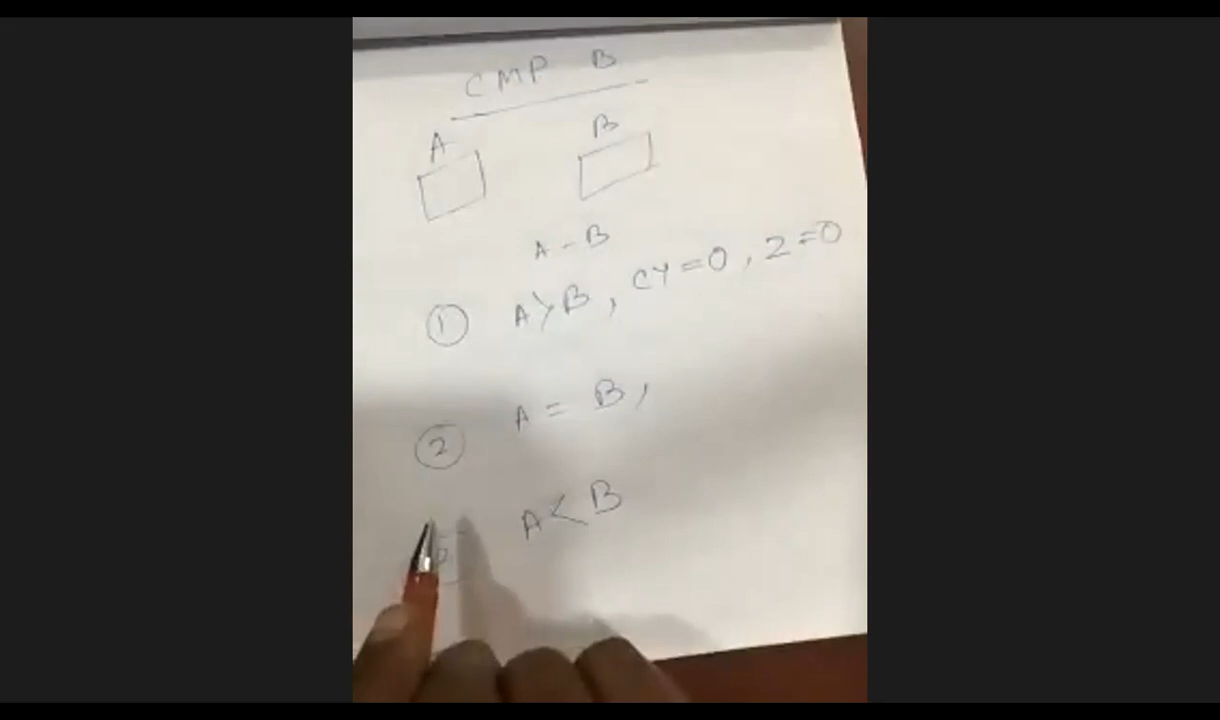 CMP B
A B
A - B
① A > B, CY = 0, Z = 0
② A = B,
A < B